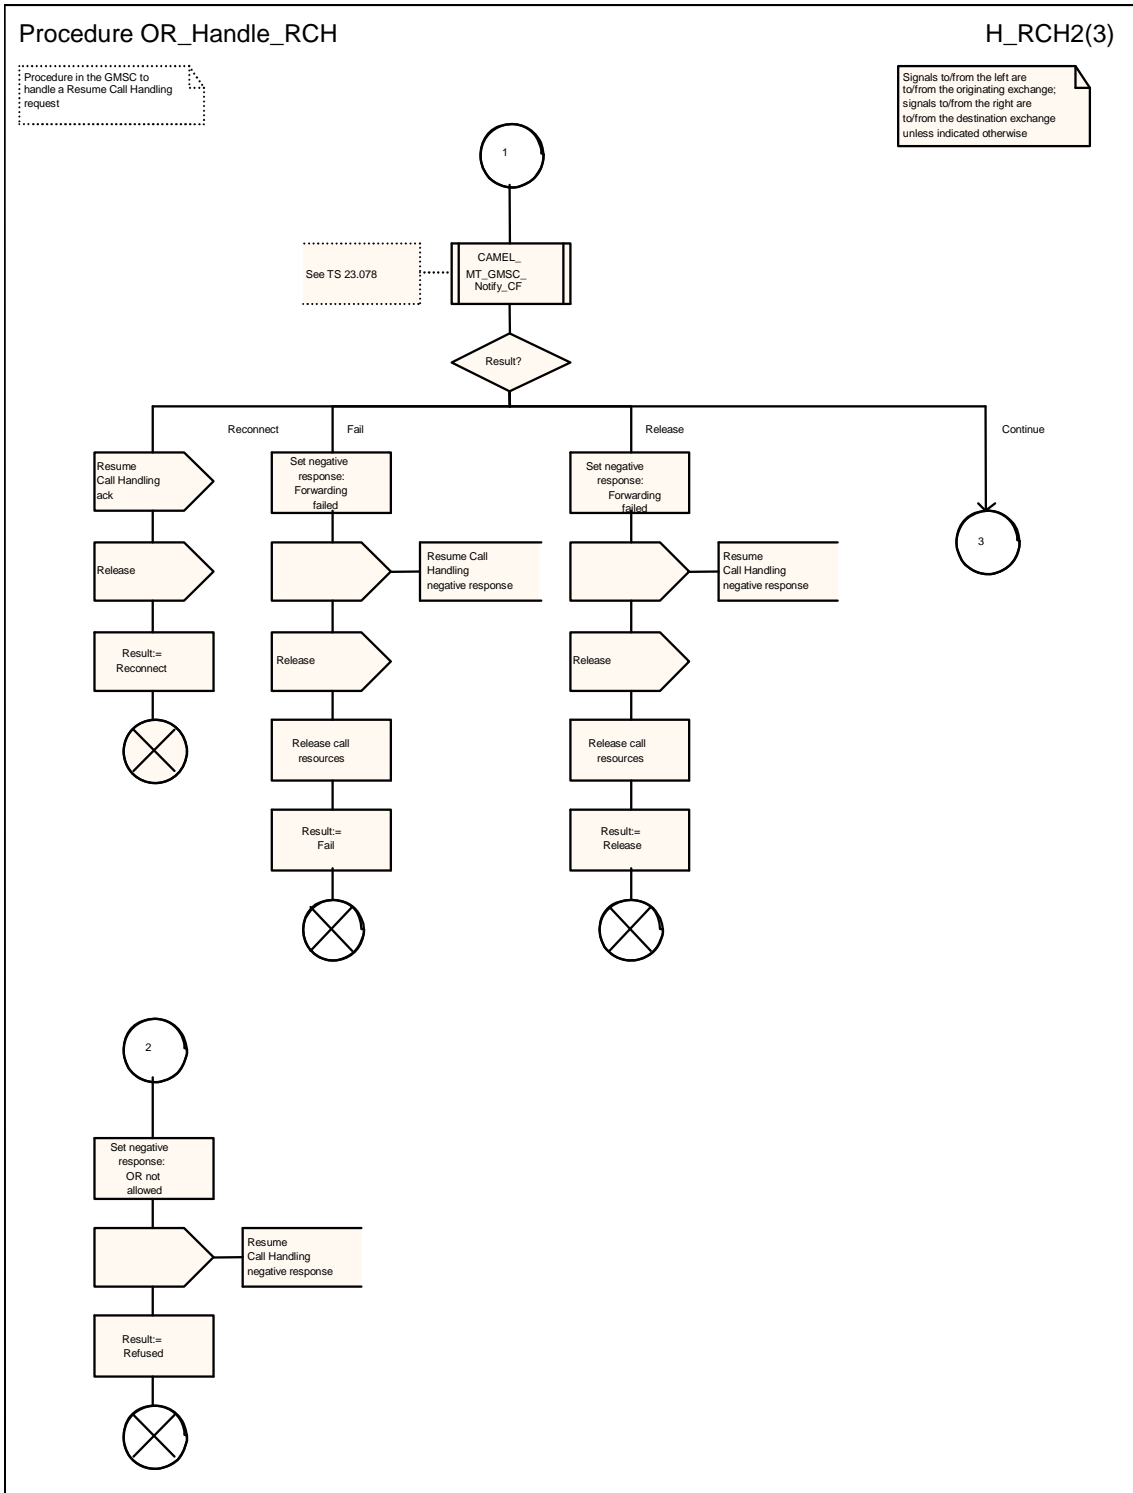 Procedure OR_Handle_RCH
H_RCH2(3)
Procedure in the GMSC to
handle a Resume Call Handling
request
Signals to/from the left are
to/from the originating exchange;
signals to/from the right are
to/from the destination exchange
unless indicated otherwise
1
See TS 23.078
CAMEL_
MT_GMSC_
Notify_CF
Result?
Reconnect
Fail
Release
Continue
Resume
Call Handling
ack
Set negative
response:
Forwarding
failed
Set negative
response:
Forwarding
failed
3
Release
Resume Call
Handling
negative response
Resume
Call Handling
negative response
Result:=
Reconnect
Release
Release
Release call
resources
Release call
resources
Result:=
Fail
Result:=
Release
2
Set negative
response:
OR not
allowed
Resume
Call Handling
negative response
Result:=
Refused